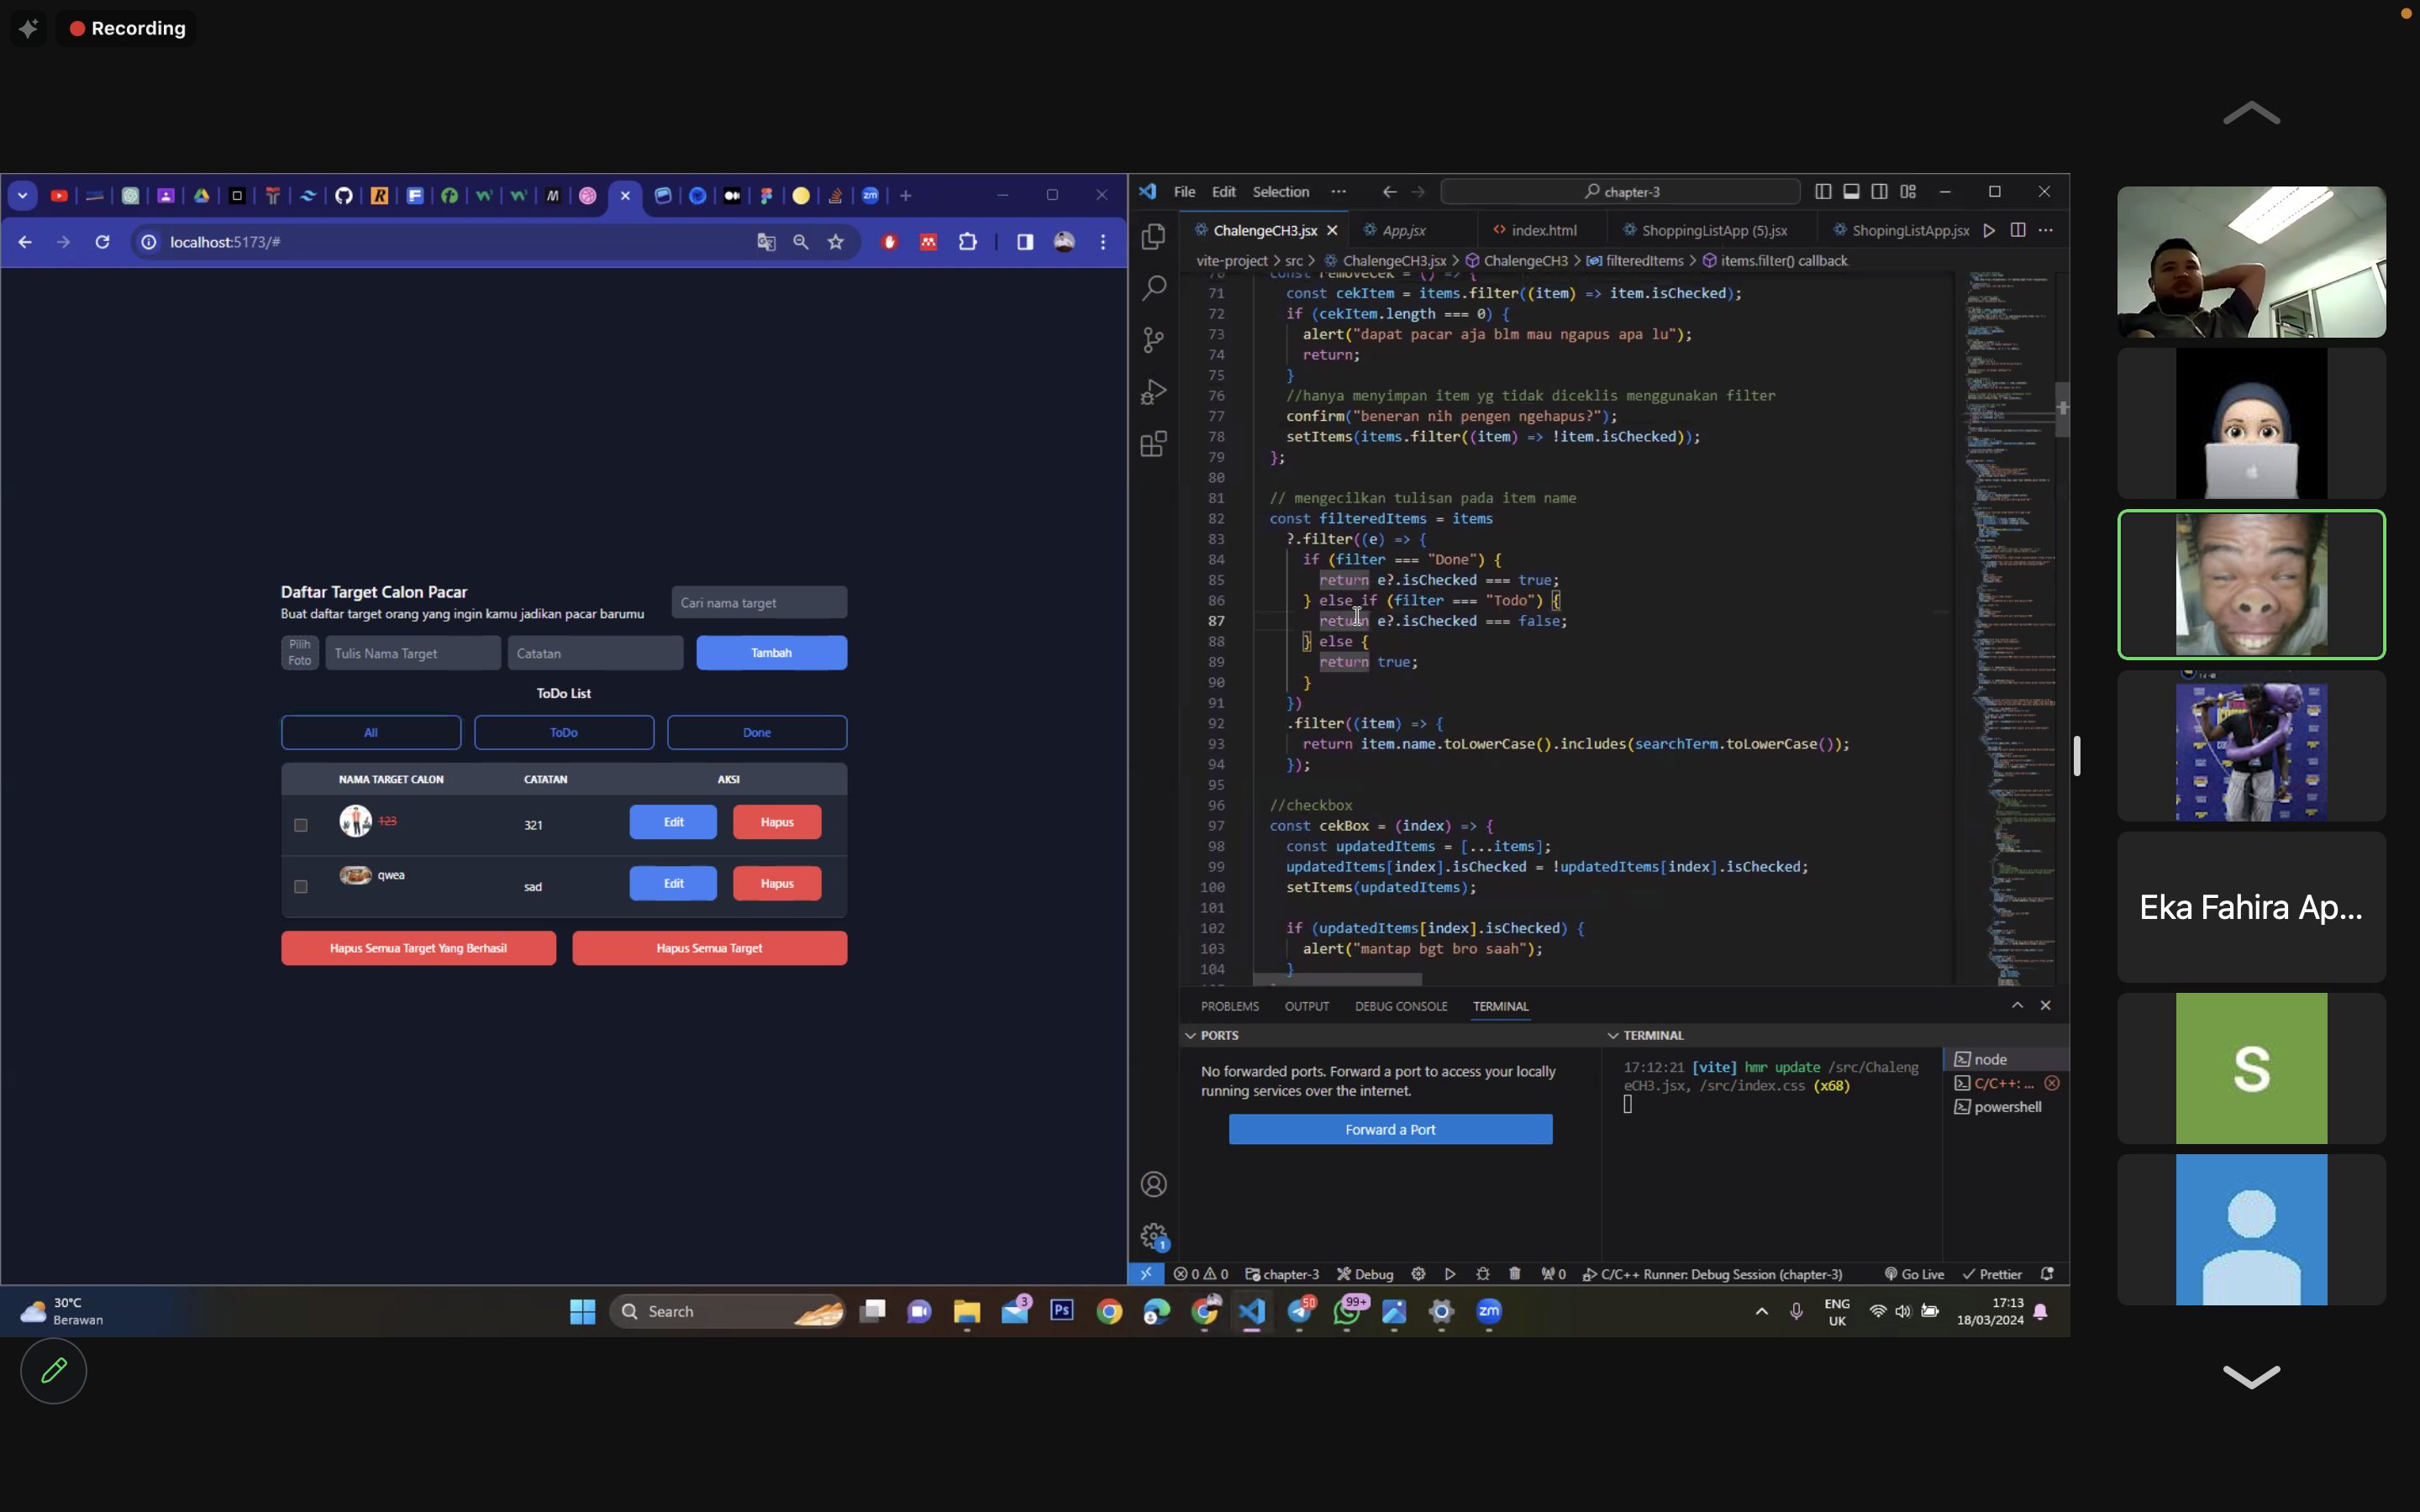 Recording
localhost:5173/#
Daftar Target Calon Pacar
Buat daftar target orang yang ingin kamu jadikan pacar barumu
Cari nama target
Pilih
Foto
Tulis Nama Target
Catatan
Tambah
ToDo List
All
ToDo
Done
NAMA TARGET CALON
CATATAN
AKSI
123
321
Edit
Hapus
qwea
sad
Edit
Hapus
Hapus Semua Target Yang Berhasil
Hapus Semua Target
File Edit Selection ···
chapter-3
ChalengeCH3.jsx
App.jsx
index.html
ShoppingListApp (5).jsx
ShopingListApp.jsx
vite-project > src > ChalengeCH3.jsx > ChalengeCH3 > filteredItems > items.filter() callback
70 const removeCek = () => {
71 const cekItem = items.filter((item) => item.isChecked);
72 if (cekItem.length === 0) {
73 alert("dapat pacar aja blm mau ngapus apa lu");
74 return;
75 }
76 //hanya menyimpan item yg tidak diceklis menggunakan filter
77 confirm("beneran nih pengen ngehapus?");
78 setItems(items.filter((item) => !item.isChecked));
79 };
80
81 // mengecilkan tulisan pada item name
82 const filteredItems = items
83 ?.filter((e) => {
84 if (filter === "Done") {
85 return e?.isChecked === true;
86 } else if (filter === "Todo") {
87 return e?.isChecked === false;
88 } else {
89 return true;
90 }
91 })
92 .filter((item) => {
93 return item.name.toLowerCase().includes(searchTerm.toLowerCase());
94 });
95
96 //checkbox
97 const cekBox = (index) => {
98 const updatedItems = [...items];
99 updatedItems[index].isChecked = !updatedItems[index].isChecked;
100 setItems(updatedItems);
101
102 if (updatedItems[index].isChecked) {
103 alert("mantap bgt bro saah");
104 }
PROBLEMS OUTPUT DEBUG CONSOLE TERMINAL
PORTS
No forwarded ports. Forward a port to access your locally
running services over the internet.
Forward a Port
TERMINAL
17:12:21 [vite] hmr update /src/Chaleng
eCH3.jsx, /src/index.css (x68)
node
C/C++: ...
powershell
1
0 0 chapter-3 Debug 0 C/C++ Runner: Debug Session (chapter-3) Go Live Prettier
30°C
Berawan
Search
3
Ps
50
99+
zm
ENG
UK
17:13
18/03/2024
Eka Fahira Ap...
S